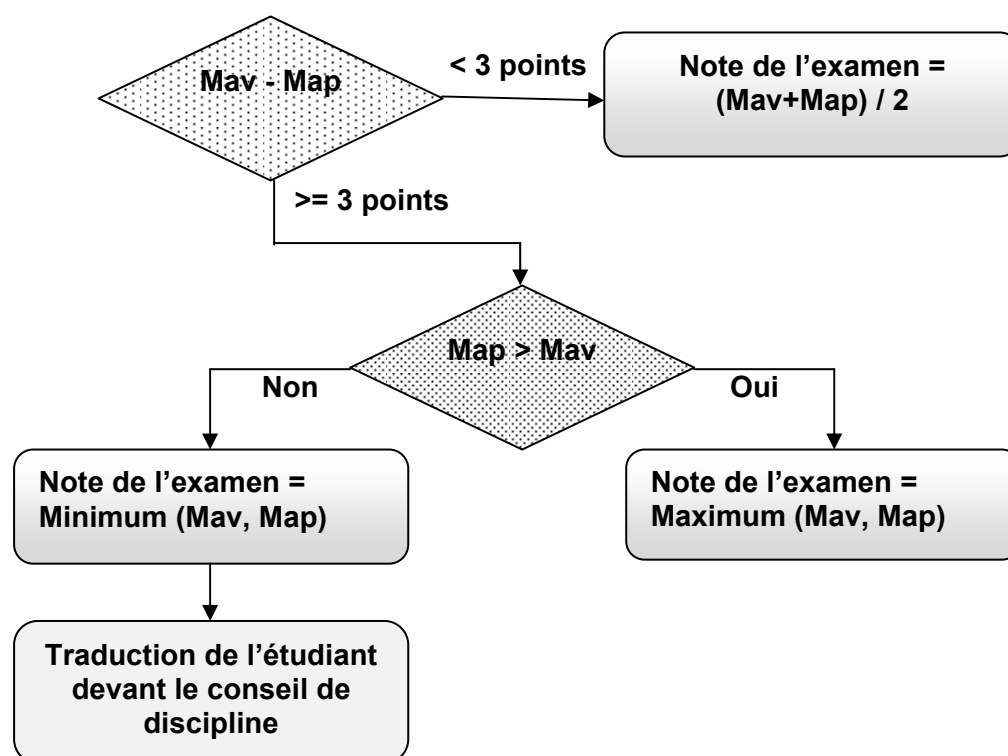 Mav - Map
< 3 points
Note de l’examen =
(Mav+Map) / 2
>= 3 points
Map > Mav
Non
Oui
Note de l’examen =
Minimum (Mav, Map)
Note de l’examen =
Maximum (Mav, Map)
Traduction de l’étudiant
devant le conseil de
discipline